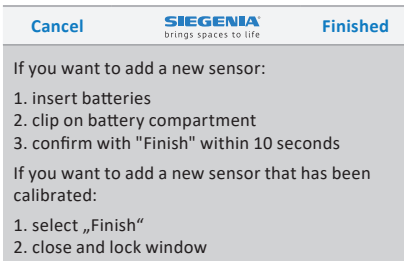 Cancel SIEGENIA® Finished
brings spaces to life
If you want to add a new sensor:
1. insert batteries
2. clip on battery compartment
3. confirm with "Finish" within 10 seconds
If you want to add a new sensor that has been
calibrated:
1. select „Finish“
2. close and lock window